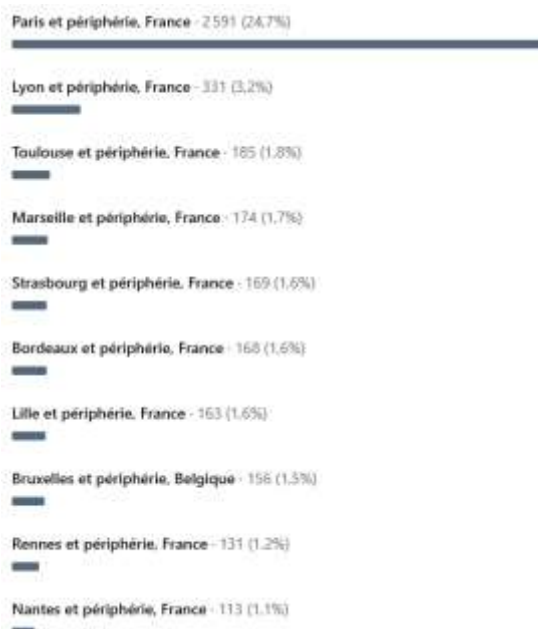 Paris et périphérie, France · 2 591 (24,7%)
Lyon et périphérie, France · 331 (3,2%)
Toulouse et périphérie, France · 185 (1,8%)
Marseille et périphérie, France · 174 (1,7%)
Strasbourg et périphérie, France · 169 (1,6%)
Bordeaux et périphérie, France · 168 (1,6%)
Lille et périphérie, France · 163 (1,6%)
Bruxelles et périphérie, Belgique · 156 (1,5%)
Rennes et périphérie, France · 131 (1,2%)
Nantes et périphérie, France · 113 (1,1%)